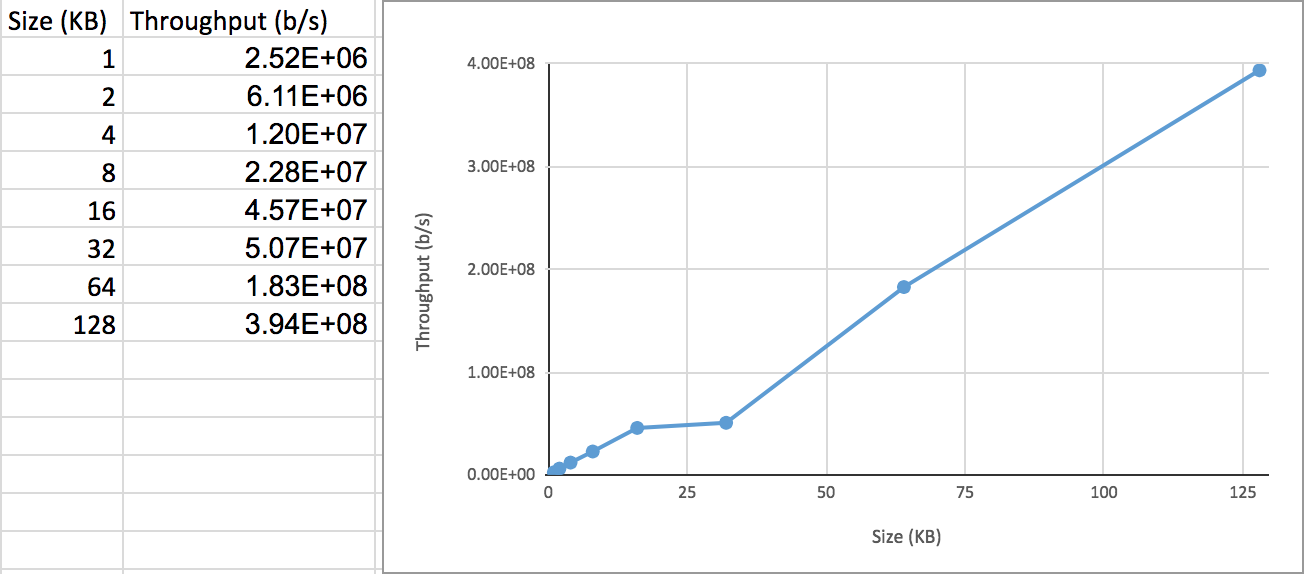 Size (KB) Throughput (b/s)
1 2.52E+06
2 6.11E+06
4 1.20E+07
8 2.28E+07
16 4.57E+07
32 5.07E+07
64 1.83E+08
128 3.94E+08
4.00E+08
3.00E+08
2.00E+08
1.00E+08
0.00E+00
Throughput (b/s)
0 25 50 75 100 125
Size (KB)